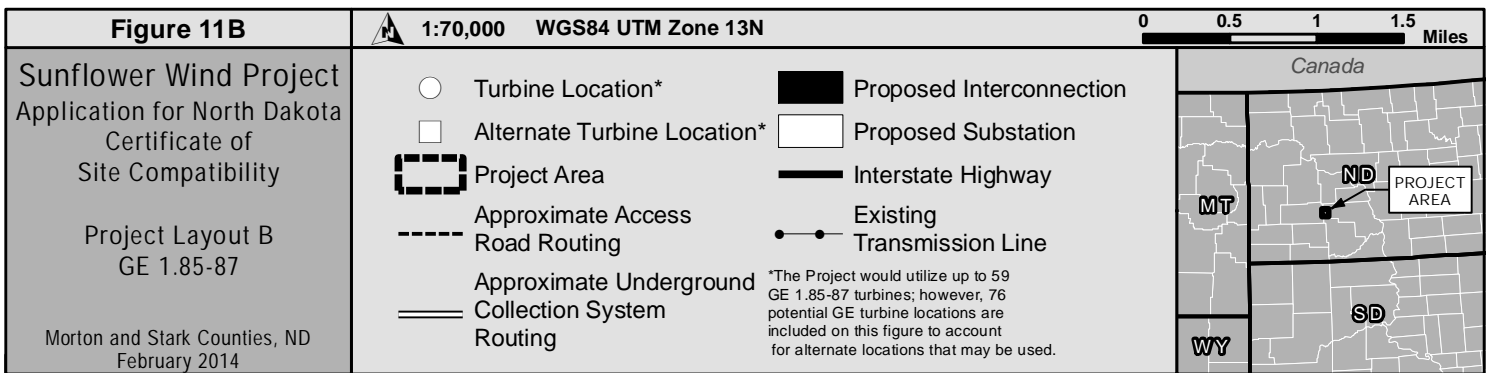 Figure 11B
Sunflower Wind Project
Application for North Dakota
Certificate of
Site Compatibility
Project Layout B
GE 1.85-87
Morton and Stark Counties, ND
February 2014
N
1:70,000 WGS84 UTM Zone 13N
0 0.5 1 1.5
Miles
Turbine Location*
Alternate Turbine Location*
Project Area
Approximate Access
Road Routing
Approximate Underground
Collection System
Routing
Proposed Interconnection
Proposed Substation
Interstate Highway
Existing
Transmission Line
*The Project would utilize up to 59
GE 1.85-87 turbines; however, 76
potential GE turbine locations are
included on this figure to account
for alternate locations that may be used.
Canada
MT
ND
PROJECT
AREA
SD
WY